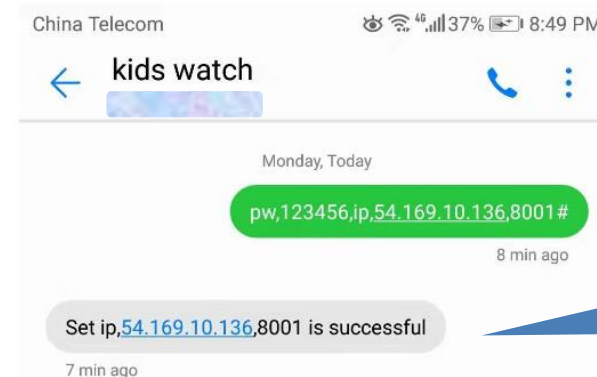 China Telecom 46 37% 8:49 PM
kids watch
Monday, Today
pw,123456,ip,54.169.10.136,8001#
8 min ago
Set ip,54.169.10.136,8001 is successful
7 min ago